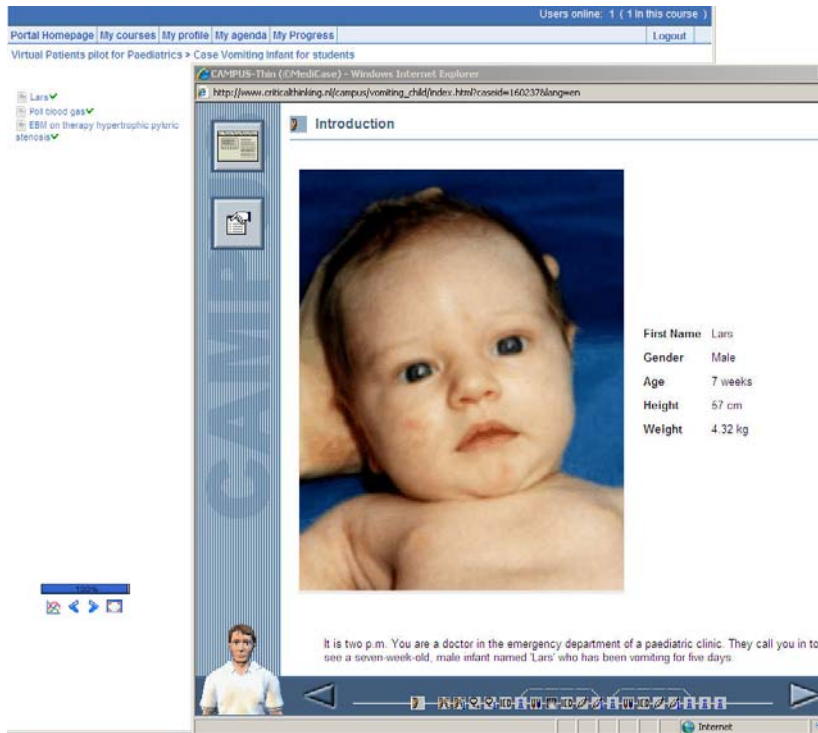 Users online: 1 ( 1 in this course )
Portal Homepage My courses My profile My agenda My Progress Logout
Virtual Patients pilot for Paediatrics > Case Vomiting Infant for students
CAMPUS-Thin (©MediCase) - Windows Internet Explorer
http://www.criticalthinking.nl/campus/vomiting_child/index.html?caseid=160237&lang=en
Lars
Poll blood gas
EBM on therapy hypertrophic pyloric
stenosis
Introduction
CAMPU
First Name Lars
Gender Male
Age 7 weeks
Height 57 cm
Weight 4.32 kg
100%
It is two p.m. You are a doctor in the emergency department of a paediatric clinic. They call you in to
see a seven-week-old, male infant named 'Lars' who has been vomiting for five days.
Internet